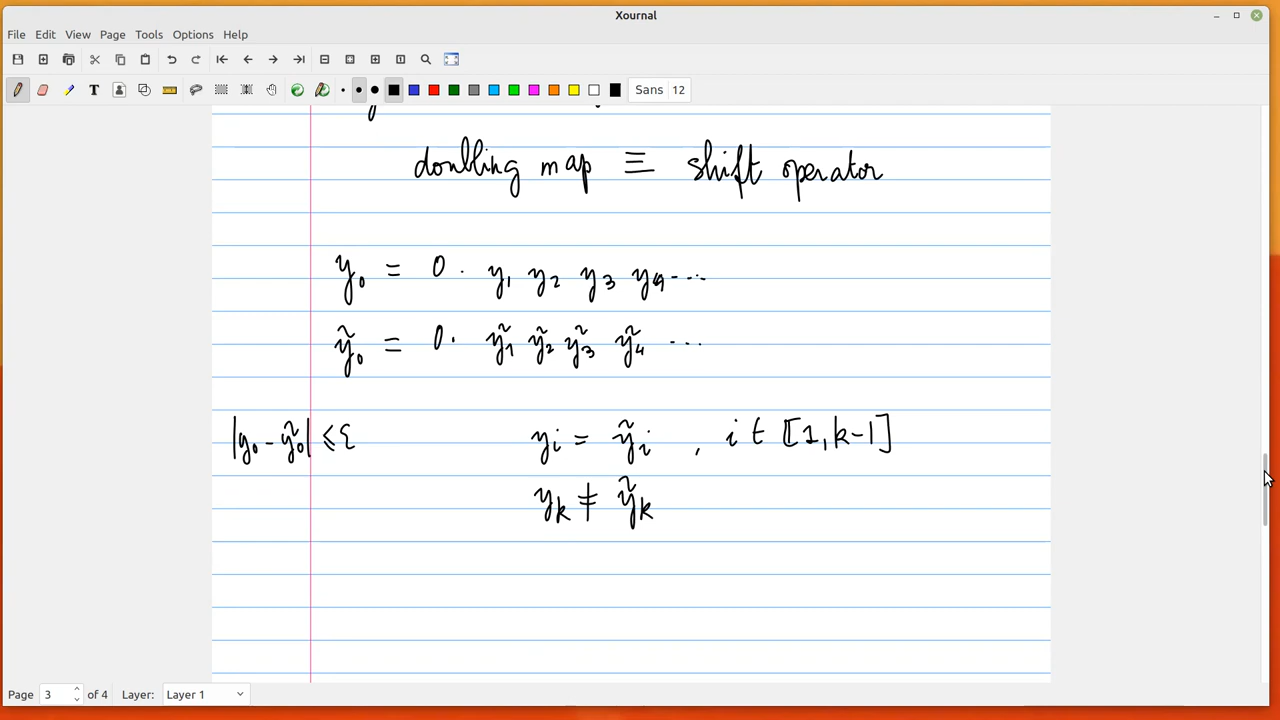 Xournal
File Edit View Page Tools Options Help
Sans 12
doubling map ≡ shift operator
y₀ = 0 . y₁ y₂ y₃ y₄ ...
ỹ₀ = 0 . ỹ₁ ỹ₂ ỹ₃ ỹ₄ ...
|y₀ - ỹ₀| ⩽ ε yᵢ = ỹᵢ , i ∈ ⟦1, k-1⟧
yₖ ≠ ỹₖ
Page 3 of 4 Layer: Layer 1